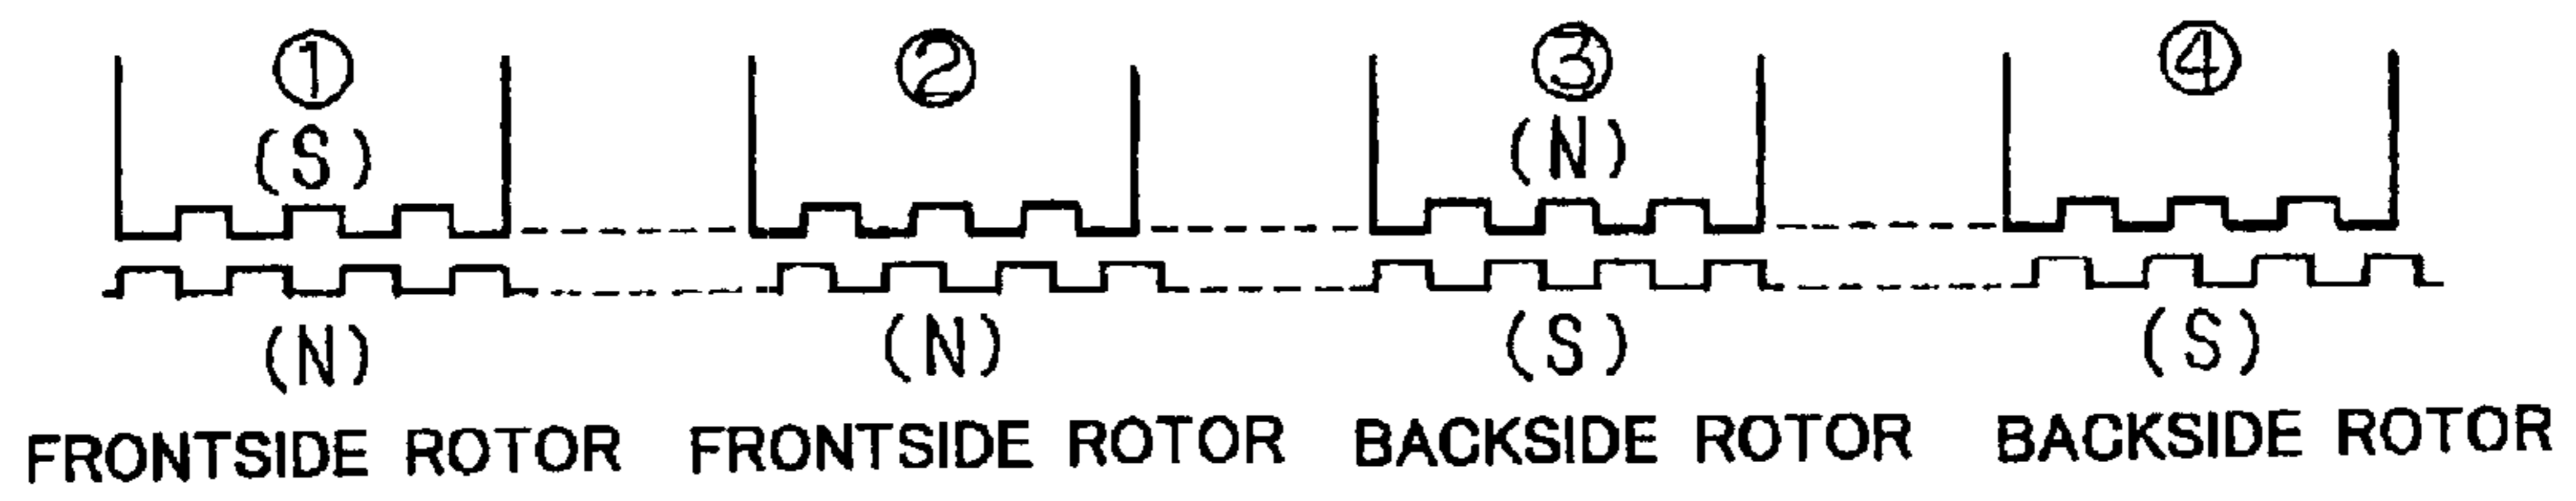 ① ② ③ ④
(S) (N)
(N) (N) (S) (S)
FRONTSIDE ROTOR FRONTSIDE ROTOR BACKSIDE ROTOR BACKSIDE ROTOR